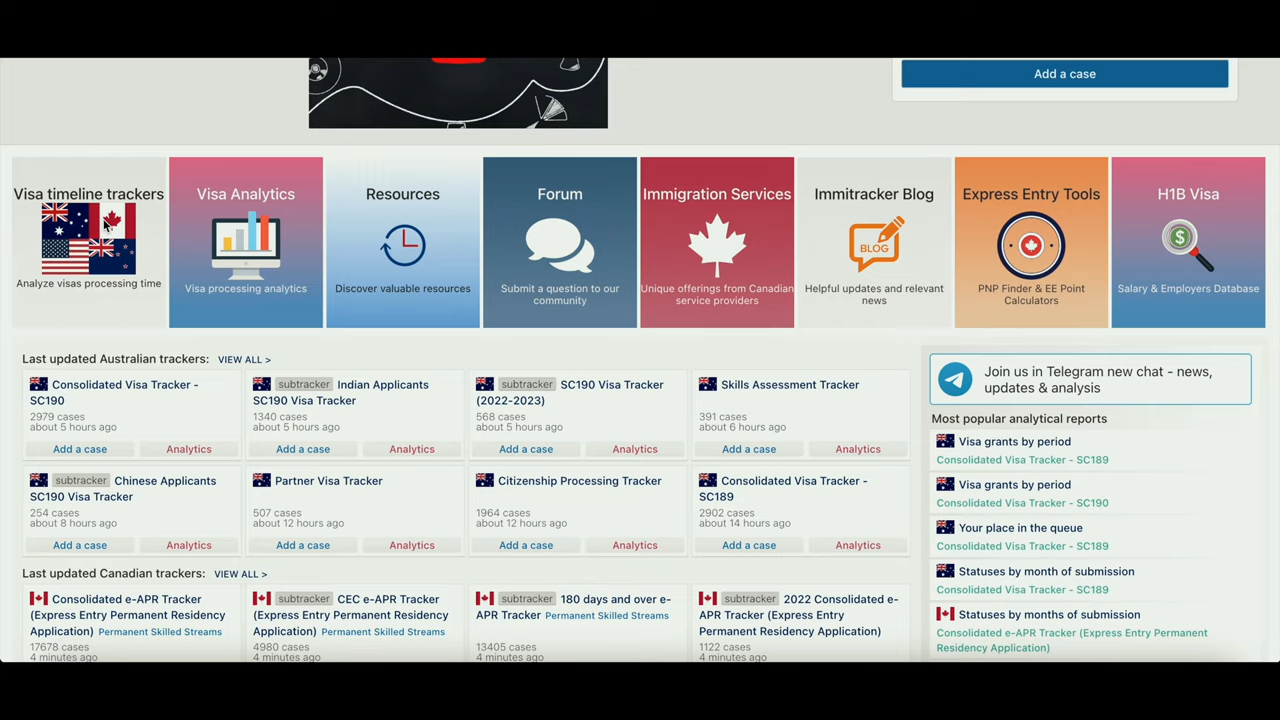 Add a case
Visa timeline trackers
Analyze visas processing time
Visa Analytics
Visa processing analytics
Resources
Discover valuable resources
Forum
Submit a question to our
community
Immigration Services
Unique offerings from Canadian
service providers
Immitracker Blog
BLOG
Helpful updates and relevant
news
Express Entry Tools
PNP Finder & EE Point
Calculators
H1B Visa
$
Salary & Employers Database
Last updated Australian trackers: VIEW ALL >
Consolidated Visa Tracker -
SC190
2979 cases
about 5 hours ago
Add a case Analytics
subtracker Indian Applicants
SC190 Visa Tracker
1340 cases
about 5 hours ago
Add a case Analytics
subtracker SC190 Visa Tracker
(2022-2023)
568 cases
about 5 hours ago
Add a case Analytics
Skills Assessment Tracker
391 cases
about 6 hours ago
Add a case Analytics
subtracker Chinese Applicants
SC190 Visa Tracker
254 cases
about 8 hours ago
Add a case Analytics
Partner Visa Tracker
507 cases
about 12 hours ago
Add a case Analytics
Citizenship Processing Tracker
1964 cases
about 12 hours ago
Add a case Analytics
Consolidated Visa Tracker -
SC189
2902 cases
about 14 hours ago
Add a case Analytics
Last updated Canadian trackers: VIEW ALL >
Consolidated e-APR Tracker
(Express Entry Permanent Residency
Application) Permanent Skilled Streams
17678 cases
4 minutes ago
subtracker CEC e-APR Tracker
(Express Entry Permanent Residency
Application) Permanent Skilled Streams
4980 cases
4 minutes ago
subtracker 180 days and over e-
APR Tracker Permanent Skilled Streams
13405 cases
4 minutes ago
subtracker 2022 Consolidated e-
APR Tracker (Express Entry
Permanent Residency Application)
1122 cases
4 minutes ago
Join us in Telegram new chat - news,
updates & analysis
Most popular analytical reports
Visa grants by period
Consolidated Visa Tracker - SC189
Visa grants by period
Consolidated Visa Tracker - SC190
Your place in the queue
Consolidated Visa Tracker - SC189
Statuses by month of submission
Consolidated Visa Tracker - SC189
Statuses by months of submission
Consolidated e-APR Tracker (Express Entry Permanent
Residency Application)